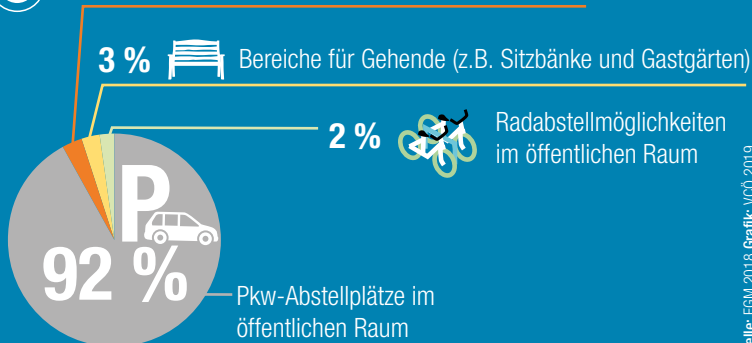 3 % Bereiche für Gehende (z.B. Sitzbänke und Gastgärten)
2 % Radabstellmöglichkeiten
im öffentlichen Raum
P
92 %
Pkw-Abstellplätze im
öffentlichen Raum
FGM 2018 Grafik: VCÖ 2019